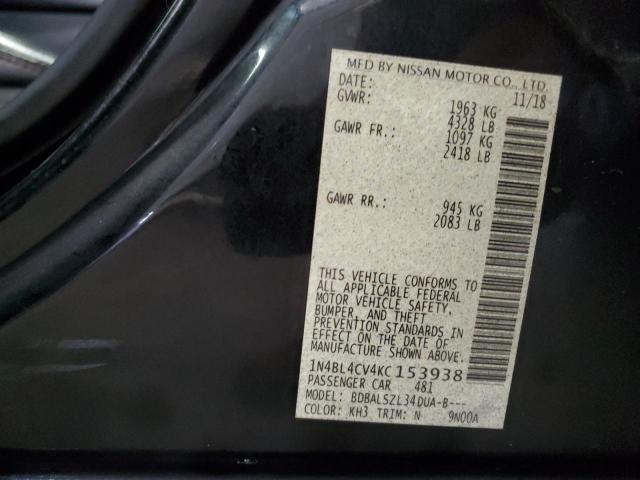 MFD BY NISSAN MOTOR CO., LTD.
DATE: 11/18
GVWR: 1963 KG
4328 LB
GAWR FR.: 1097 KG
2418 LB
GAWR RR.: 945 KG
2083 LB
THIS VEHICLE CONFORMS TO
ALL APPLICABLE FEDERAL
MOTOR VEHICLE SAFETY,
BUMPER, AND THEFT
PREVENTION STANDARDS IN
EFFECT ON THE DATE OF
MANUFACTURE SHOWN ABOVE.
1N4BL4CV4KC153938
PASSENGER CAR 481
MODEL: BDBALSZL34DUA-B---
COLOR: KH3 TRIM: N 9N00A